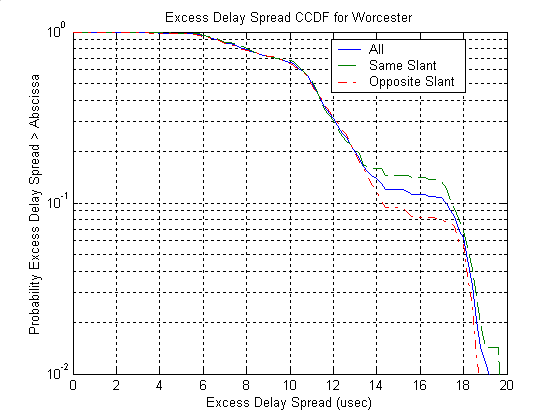 Excess Delay Spread CCDF for Worcester
10^0
All
Same Slant
Opposite Slant
Probability Excess Delay Spread > Abscissa
10^-1
10^-2
0 2 4 6 8 10 12 14 16 18 20
Excess Delay Spread (usec)